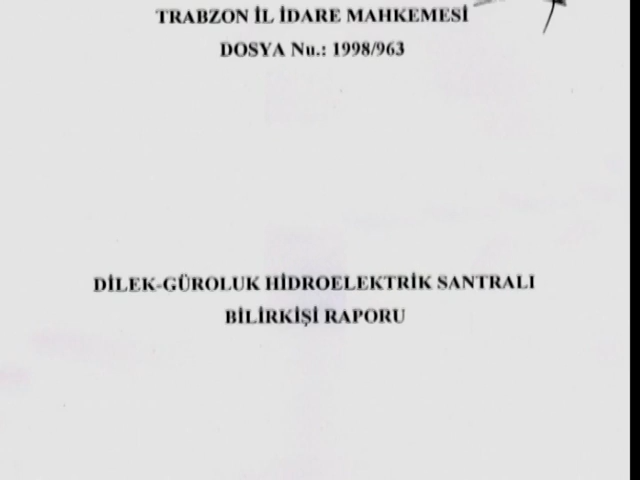 TRABZON İL İDARE MAHKEMESİ
DOSYA Nu.: 1998/963
DİLEK-GÜROLUK HİDROELEKTRİK SANTRALI
BİLİRKİŞİ RAPORU